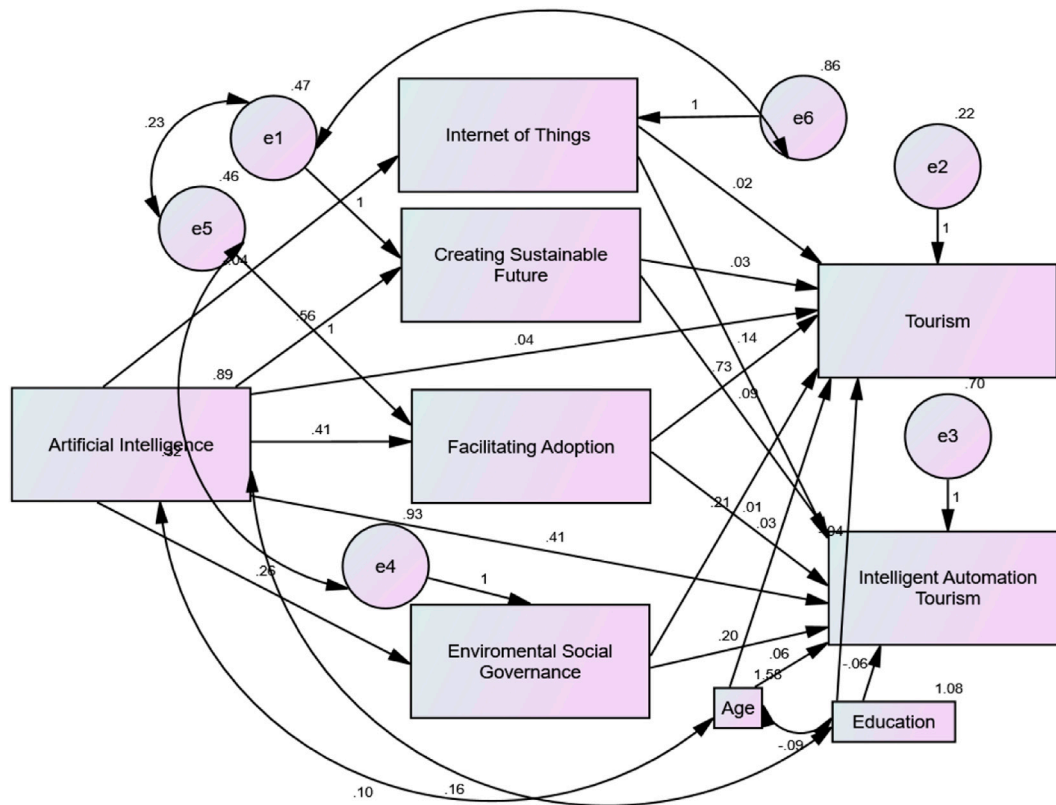 .86
.47
.23
e1
1
e6
.22
Internet of Things
e2
.46
.02
1
1
e5
Creating Sustainable
Future
.03
.56
1
.04
.14
Tourism
.73
.89
.09
.70
Artificial Intelligence
.41
Facilitating Adoption
e3
.21
.01
1
.93
.03
.41
e4
.26
1
Intelligent Automation
Tourism
Enviromental Social
Governance
.20
.06
-.06
1.58
1.08
Age
Education
-.09
.10
.16